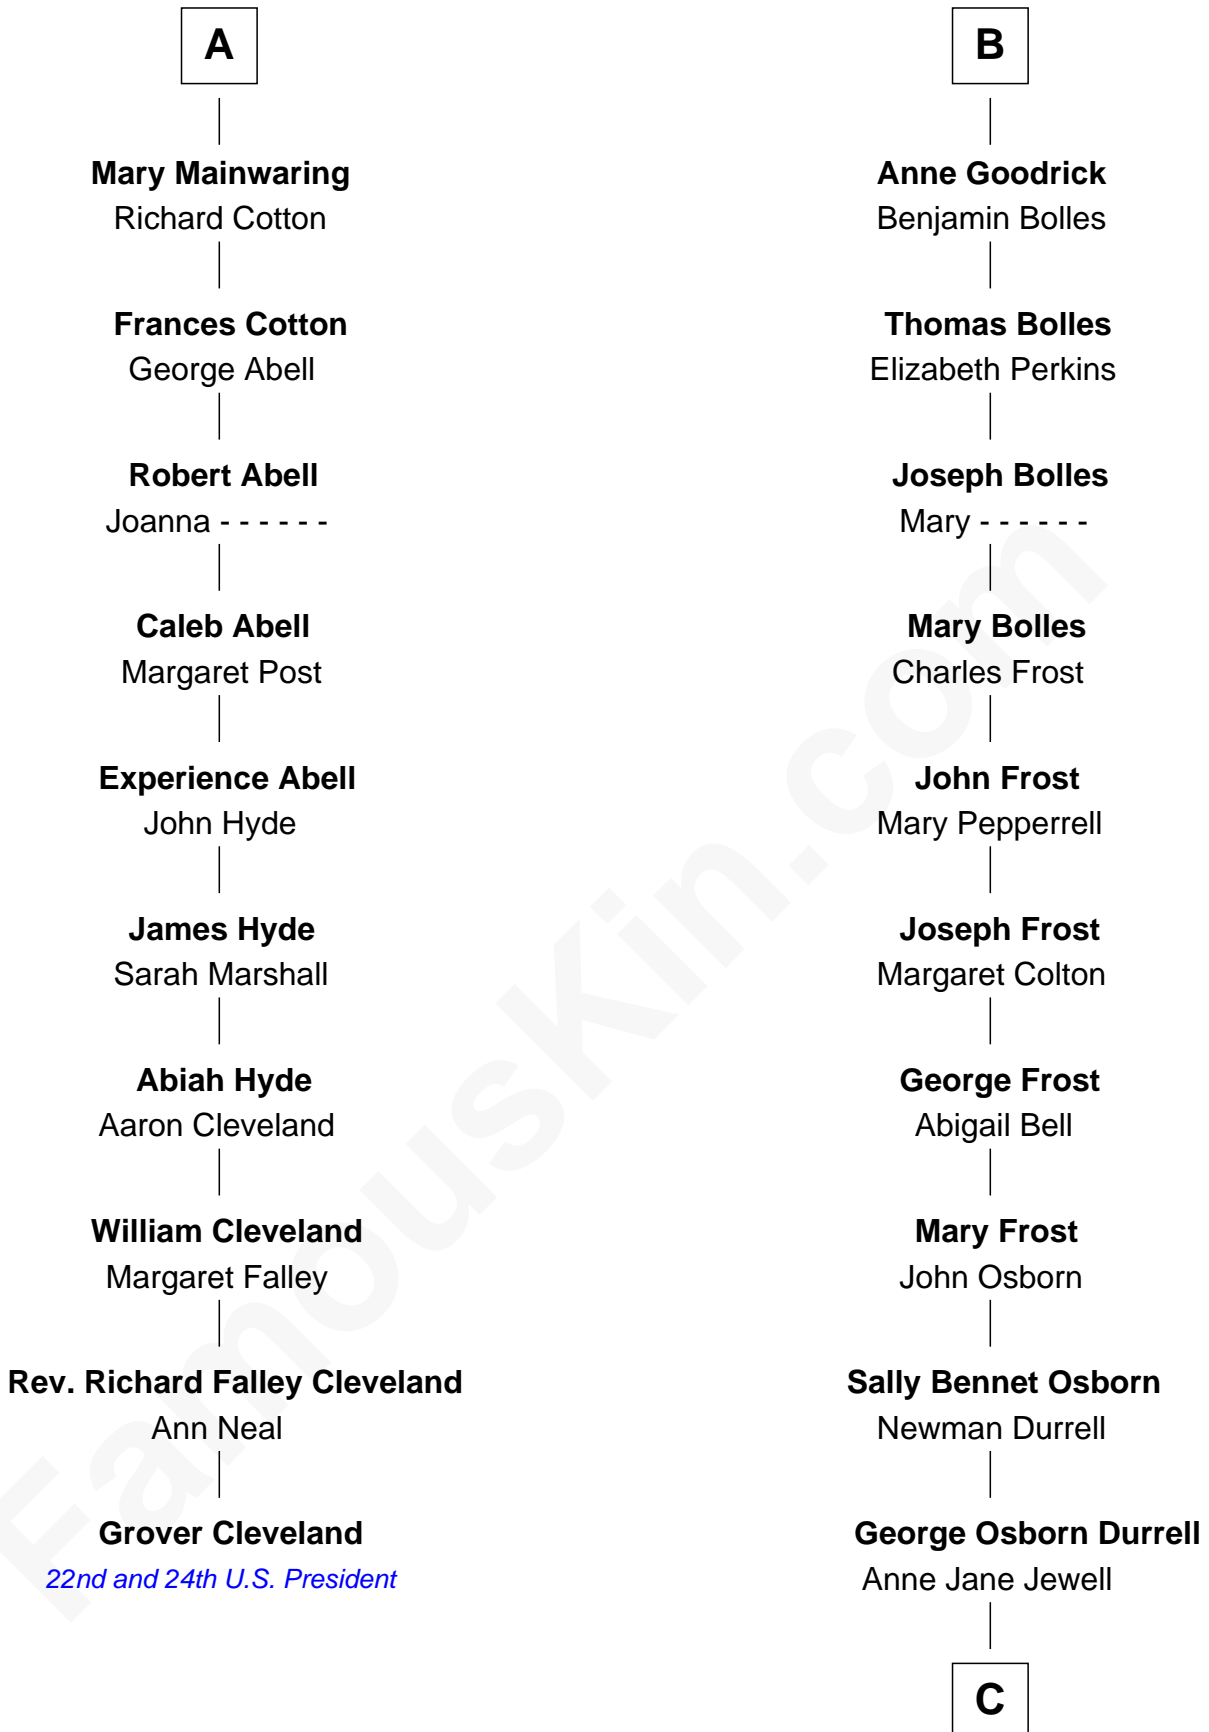 A
Mary Mainwaring
Richard Cotton
Frances Cotton
George Abell
Robert Abell
Joanna - - - - - -
Caleb Abell
Margaret Post
Experience Abell
John Hyde
James Hyde
Sarah Marshall
Abiah Hyde
Aaron Cleveland
William Cleveland
Margaret Falley
Rev. Richard Falley Cleveland
Ann Neal
Grover Cleveland
22nd and 24th U.S. President
B
Anne Goodrick
Benjamin Bolles
Thomas Bolles
Elizabeth Perkins
Joseph Bolles
Mary - - - - - -
Mary Bolles
Charles Frost
John Frost
Mary Pepperrell
Joseph Frost
Margaret Colton
George Frost
Abigail Bell
Mary Frost
John Osborn
Sally Bennet Osborn
Newman Durrell
George Osborn Durrell
Anne Jane Jewell
C
FamousKin.com